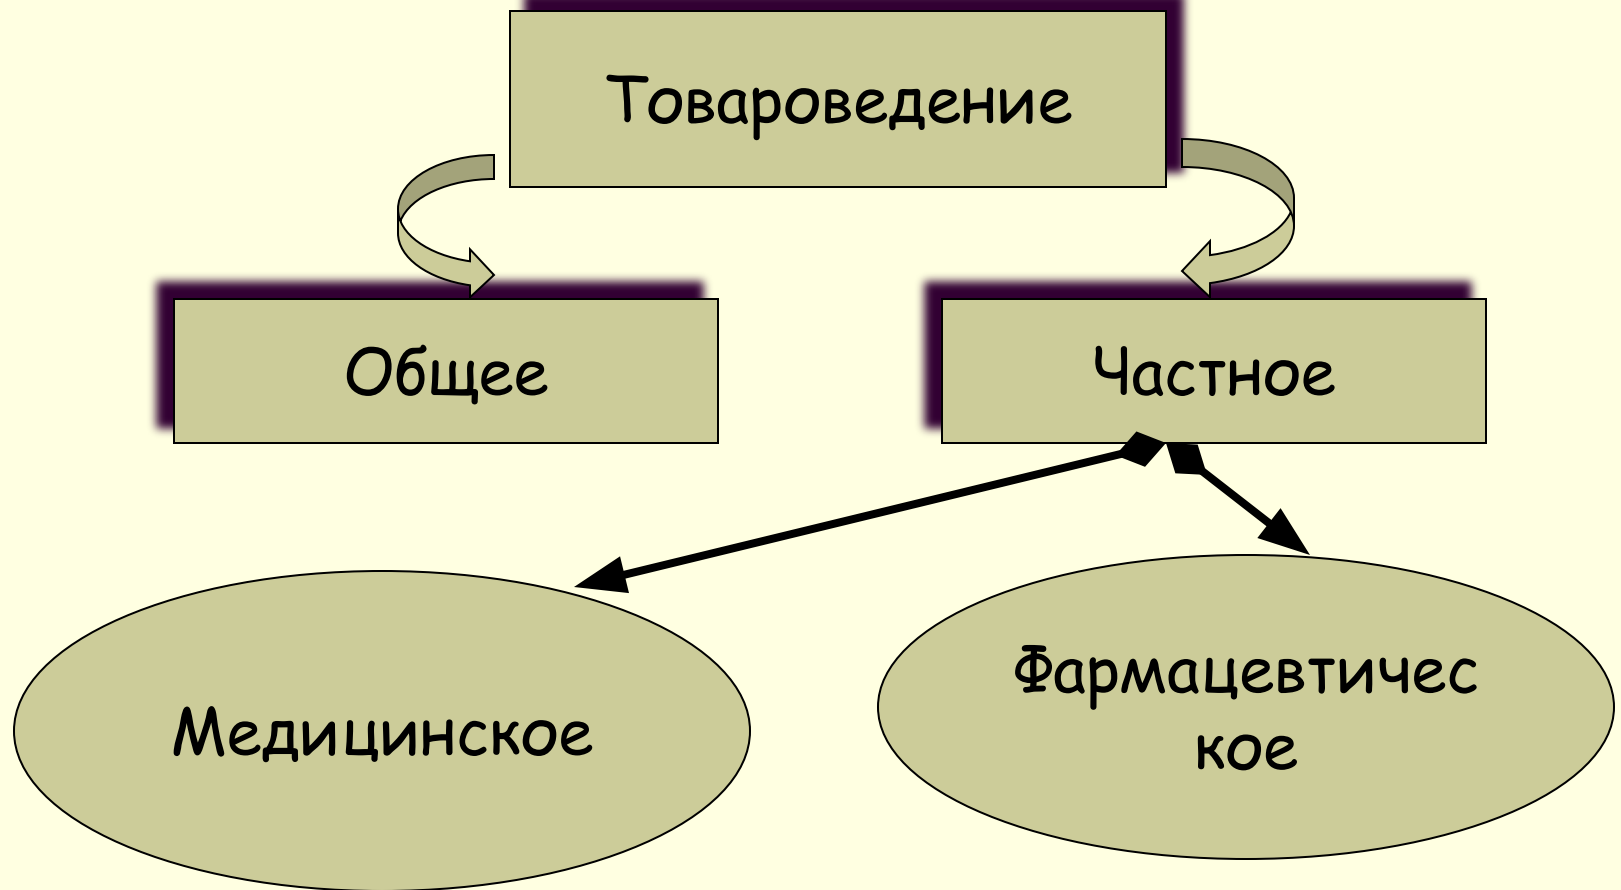 Товароведение
Общее
Частное
Медицинское
Фармацевтичес
кое